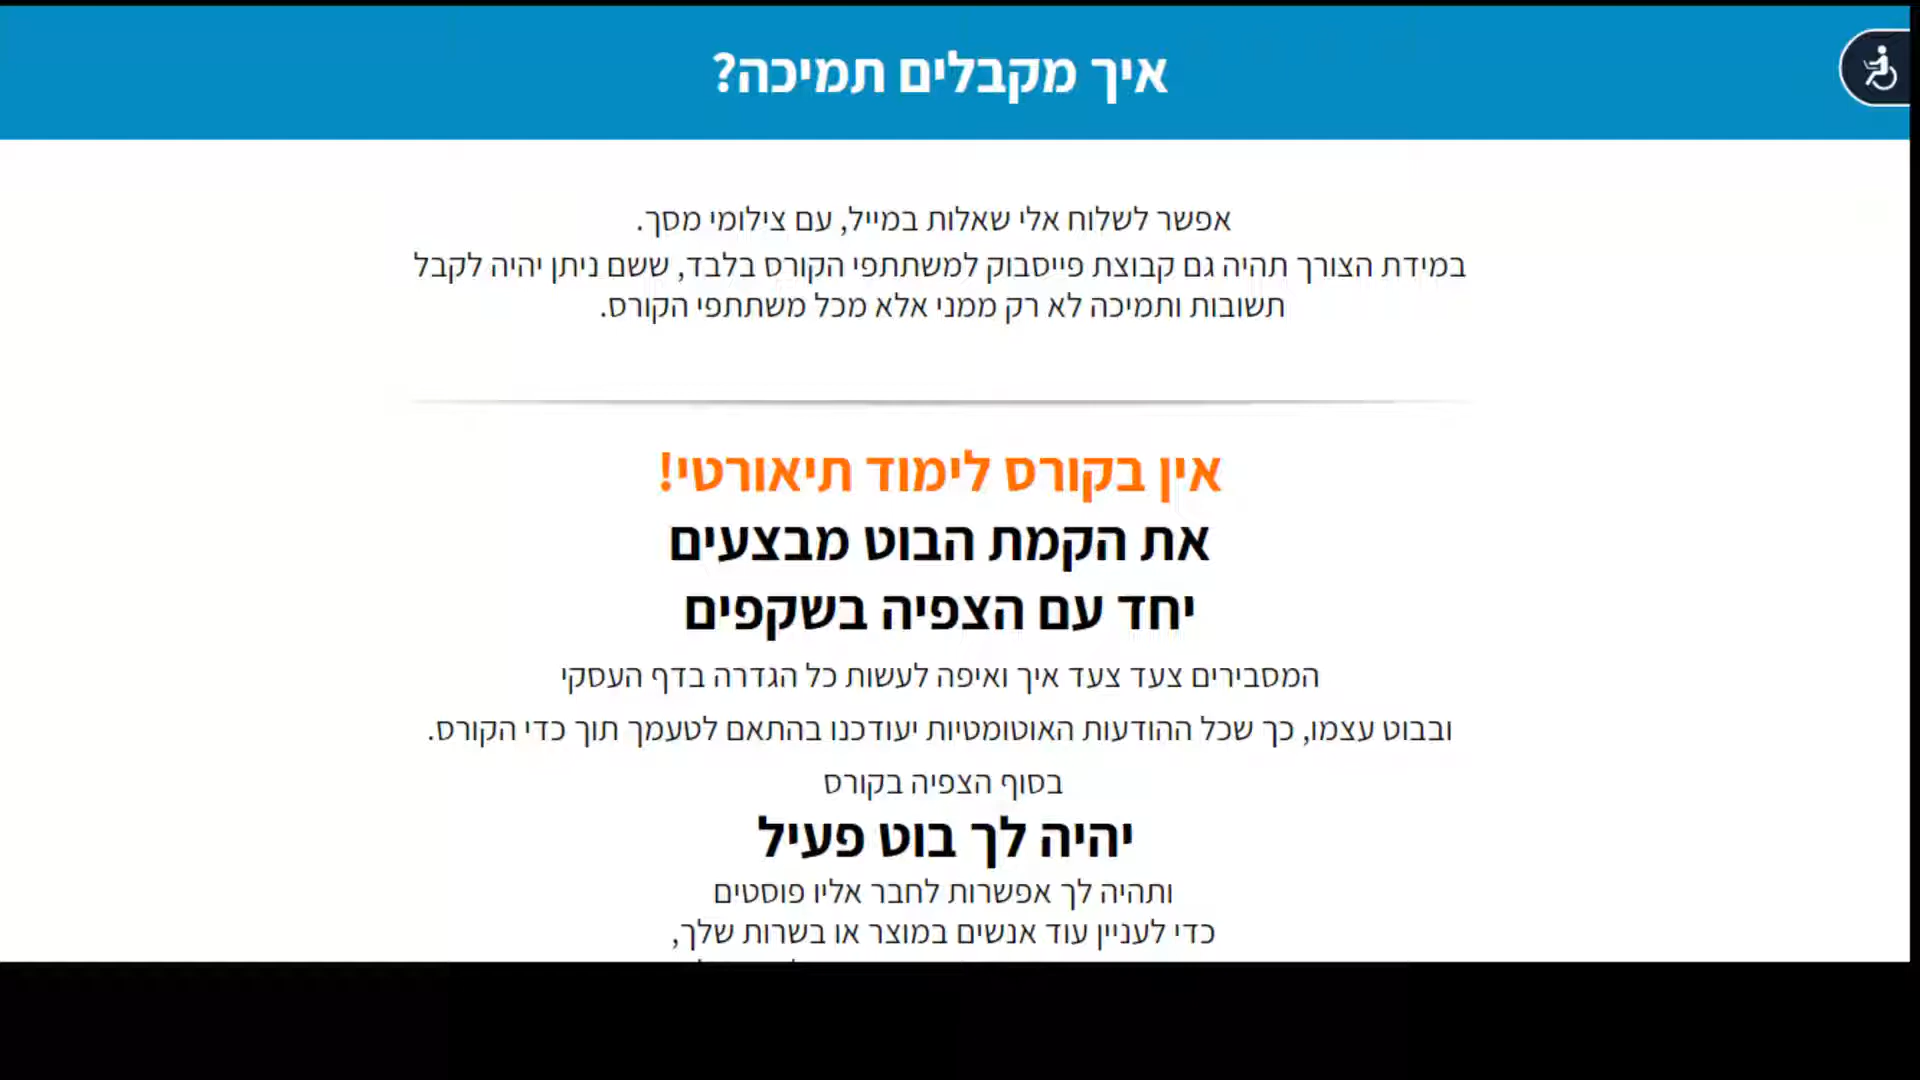 איך מקבלים תמיכה?
אפשר לשלוח אלי שאלות במייל, עם צילומי מסך.
במידת הצורך תהיה גם קבוצת פייסבוק למשתתפי הקורס בלבד, ששם ניתן יהיה לקבל
תשובות ותמיכה לא רק ממני אלא מכל משתתפי הקורס.
אין בקורס לימוד תיאורטי!
את הקמת הבוט מבצעים
יחד עם הצפיה בשקפים
המסבירים צעד צעד איך ואיפה לעשות כל הגדרה בדף העסקי
ובבוט עצמו, כך שכל ההודעות האוטומטיות יעודכנו בהתאם לטעמך תוך כדי הקורס.
בסוף הצפיה בקורס
יהיה לך בוט פעיל
ותהיה לך אפשרות לחבר אליו פוסטים
כדי לעניין עוד אנשים במוצר או בשרות שלך,